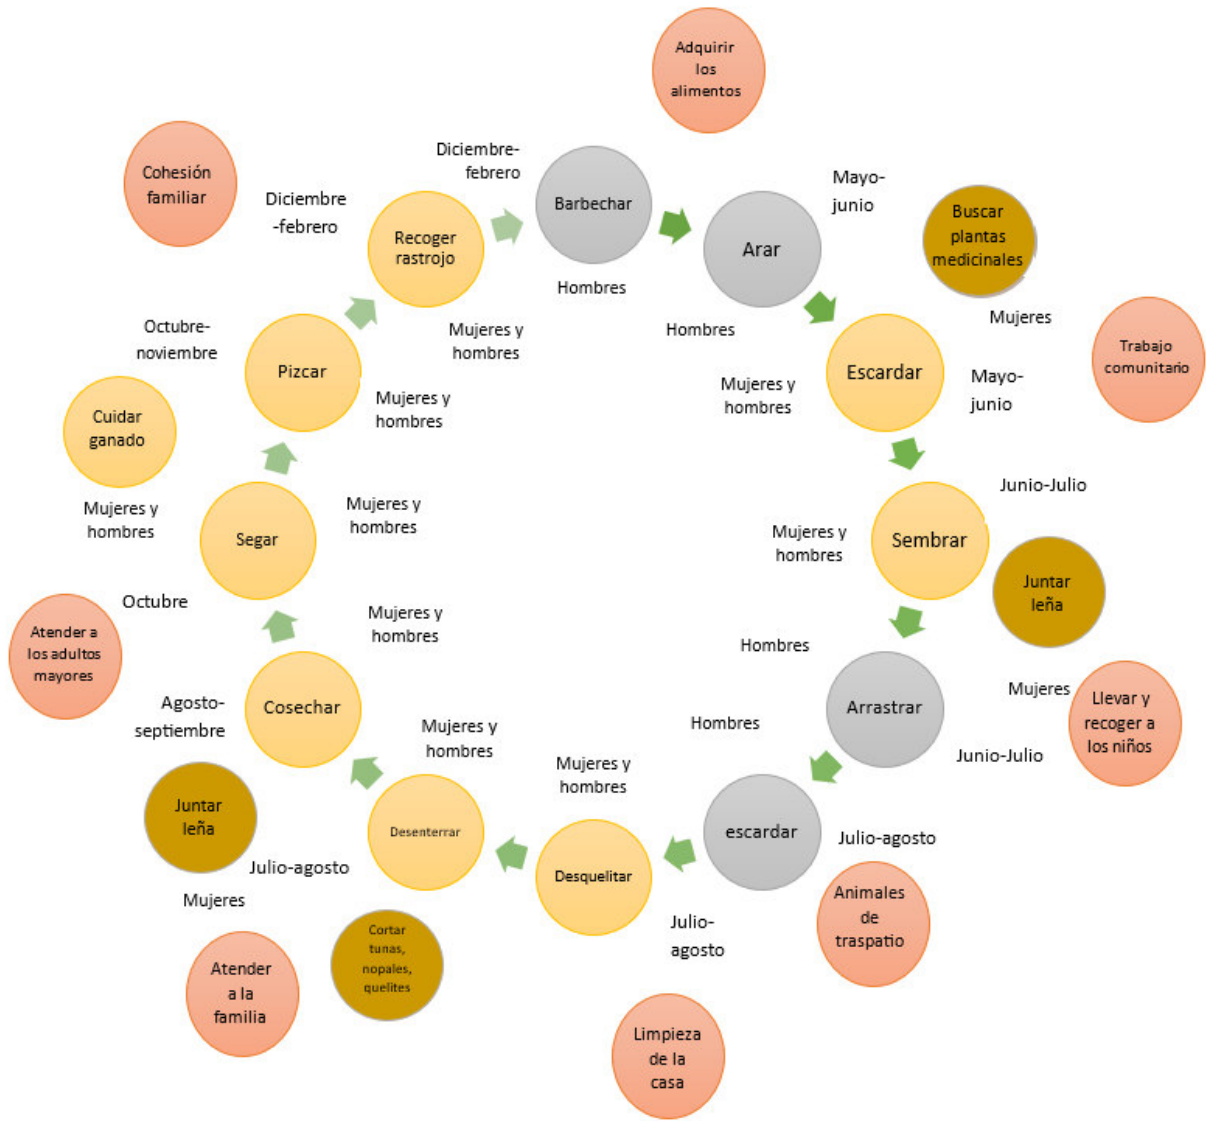 Adquirir
los
alimentos
Cohesión
familiar
Diciembre-
febrero
Barbechar
Hombres
Mayo-
junio
Arar
Hombres
Buscar
plantas
medicinales
Mujeres
Trabajo
comunitario
Escardar
Mujeres y
hombres
Mayo-
junio
Junio-Julio
Sembrar
Mujeres y
hombres
Juntar
leña
Mujeres
Hombres
Arrastrar
Junio-Julio
Llevar y
recoger a
los niños
Hombres
escardar
Julio-agosto
Animales
de
traspatio
Mujeres y
hombres
Desquelitar
Julio-
agosto
Limpieza
de la
casa
Mujeres y
hombres
Desenterrar
Julio-agosto
Cortar
tunas,
nopales,
quelites
Atender
a la
familia
Mujeres y
hombres
Cosechar
Agosto-
septiembre
Juntar
leña
Mujeres
Atender a
los adultos
mayores
Octubre
Segar
Mujeres y
hombres
Cuidar
ganado
Mujeres y
hombres
Octubre-
noviembre
Pizcar
Mujeres y
hombres
Diciembre
-febrero
Recoger
rastrojo
Mujeres y
hombres